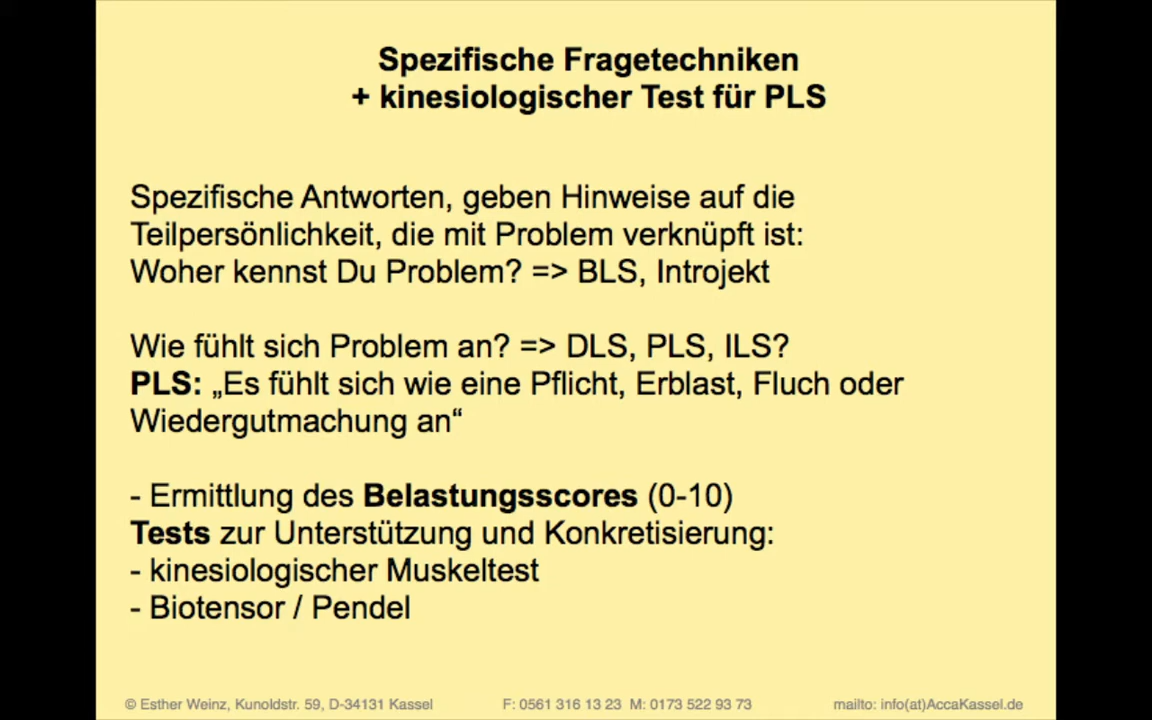 Spezifische Fragetechniken
+ kinesiologischer Test für PLS
Spezifische Antworten, geben Hinweise auf die
Teilpersönlichkeit, die mit Problem verknüpft ist:
Woher kennst Du Problem? => BLS, Introjekt
Wie fühlt sich Problem an? => DLS, PLS, ILS?
PLS: „Es fühlt sich wie eine Pflicht, Erblast, Fluch oder
Wiedergutmachung an“
- Ermittlung des Belastungsscores (0-10)
Tests zur Unterstützung und Konkretisierung:
- kinesiologischer Muskeltest
- Biotensor / Pendel
© Esther Weinz, Kunoldstr. 59, D-34131 Kassel F: 0561 316 13 23 M: 0173 522 93 73 mailto: info(at)AccaKassel.de